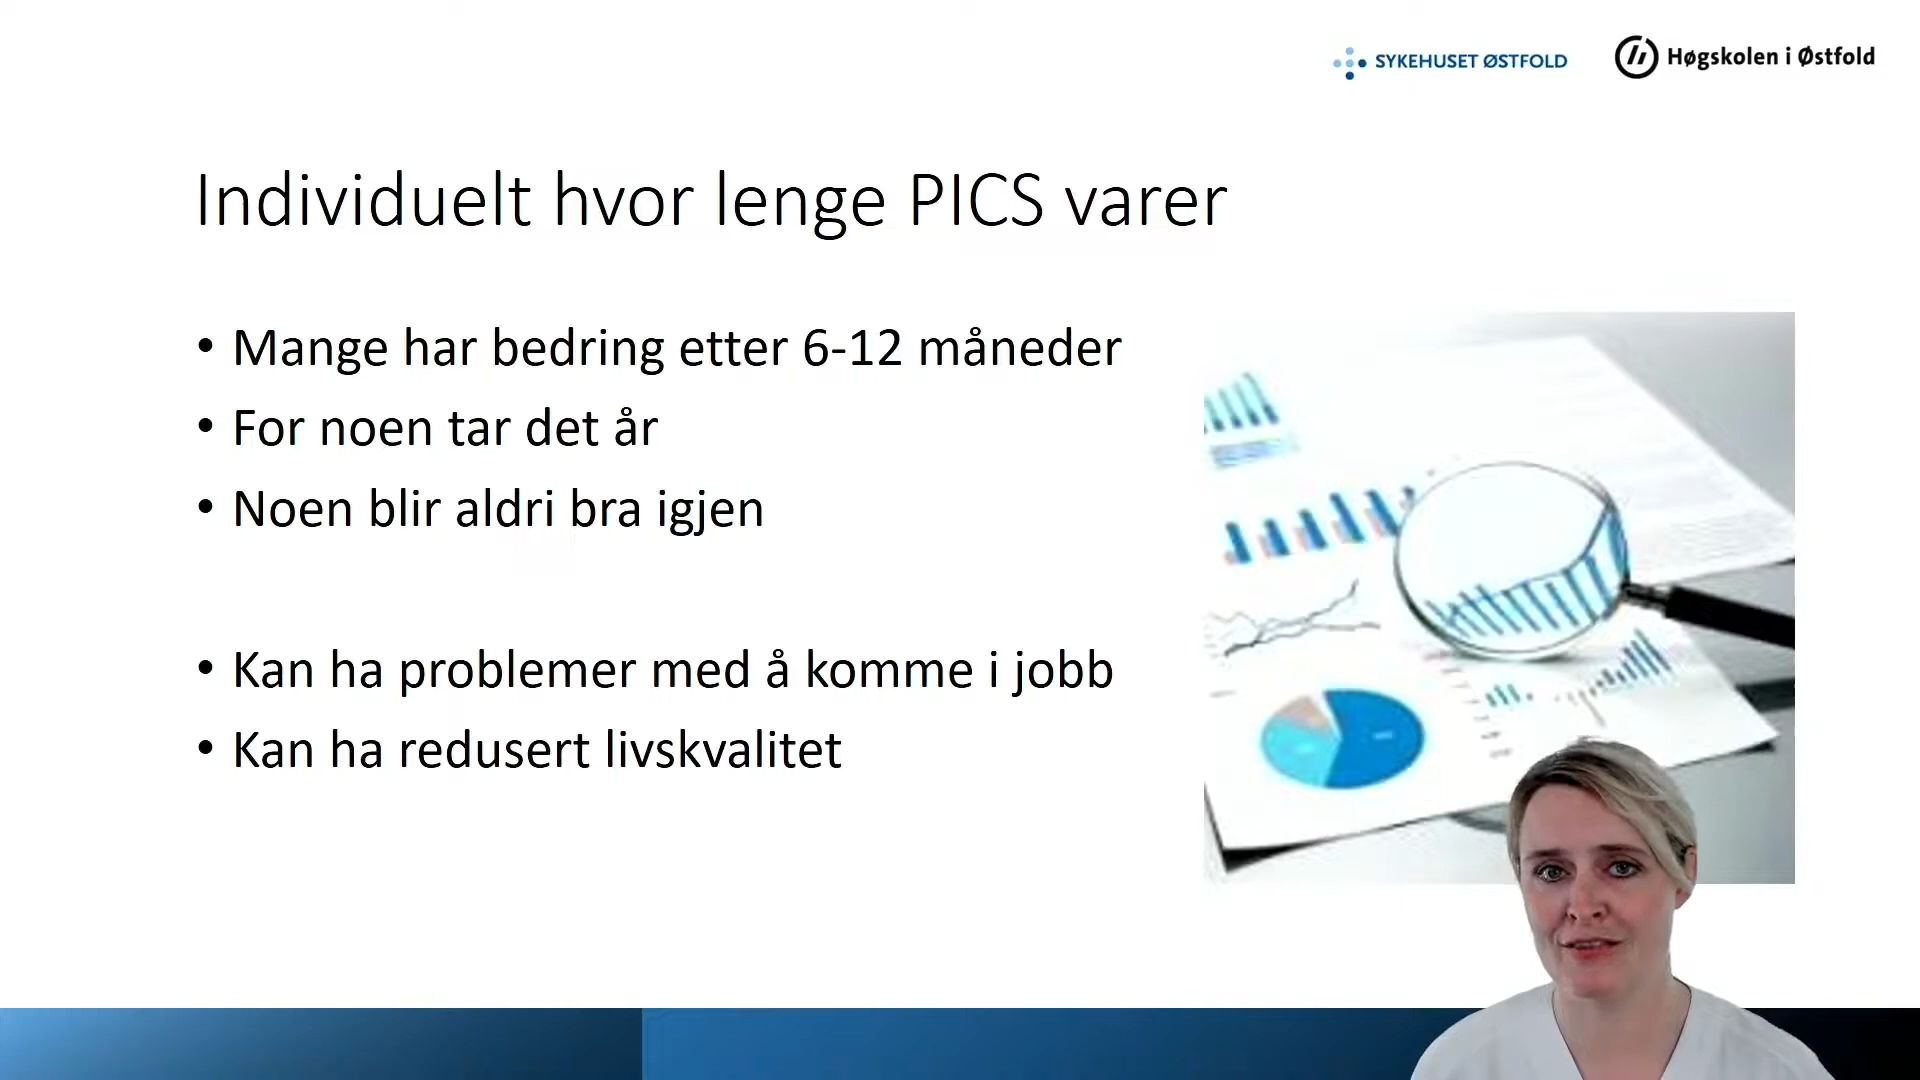 SYKEHUSET ØSTFOLD
Høgskolen i Østfold
Individuelt hvor lenge PICS varer
• Mange har bedring etter 6-12 måneder
• For noen tar det år
• Noen blir aldri bra igjen
• Kan ha problemer med å komme i jobb
• Kan ha redusert livskvalitet